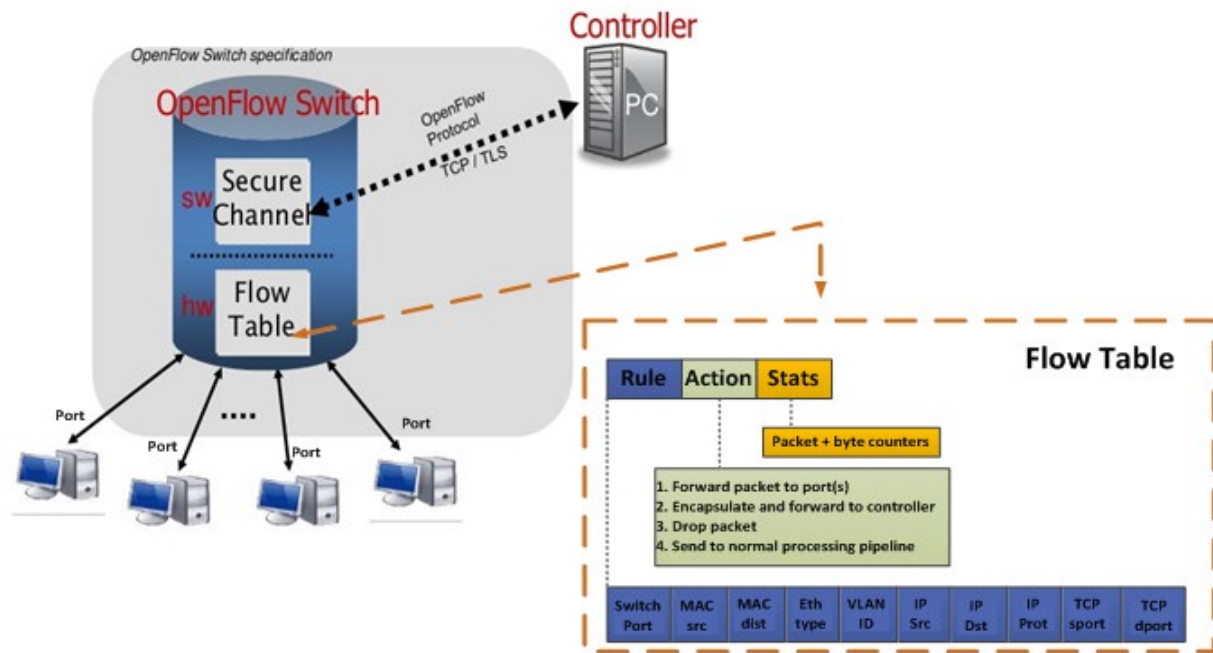 Controller
OpenFlow Switch specification
OpenFlow Switch
PC
OpenFlow
Protocol
TCP / TLS
sw
Secure
Channel
hw
Flow
Table
Port
Port
Port
Port
....
Flow Table
Rule Action Stats
Packet + byte counters
1. Forward packet to port(s)
2. Encapsulate and forward to controller
3. Drop packet
4. Send to normal processing pipeline
Switch Port
MAC src
MAC dist
Eth type
VLAN ID
IP Src
IP Dst
IP Prot
TCP sport
TCP dport